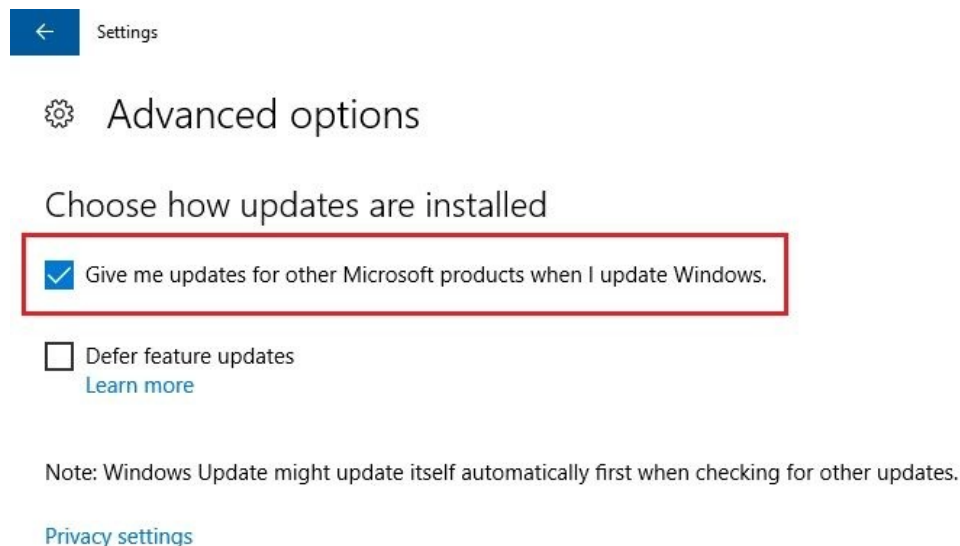 Settings
Advanced options
Choose how updates are installed
Give me updates for other Microsoft products when I update Windows.
Defer feature updates
Learn more
Note: Windows Update might update itself automatically first when checking for other updates.
Privacy settings